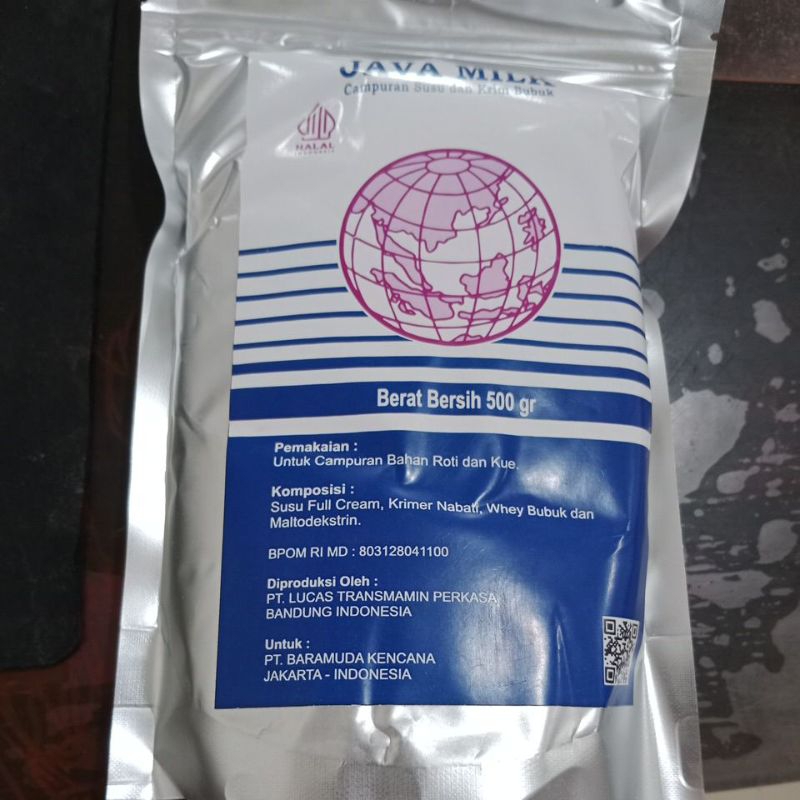 JAVA MILK
Campuran Susu dan Krim Bubuk
HALAL
INDONESIA
Berat Bersih 500 gr
Pemakaian :
Untuk Campuran Bahan Roti dan Kue.
Komposisi :
Susu Full Cream, Krimer Nabati, Whey Bubuk dan
Maltodekstrin.
BPOM RI MD : 803128041100
Diproduksi Oleh :
PT. LUCAS TRANSMAMIN PERKASA
BANDUNG INDONESIA
Untuk :
PT. BARAMUDA KENCANA
JAKARTA - INDONESIA